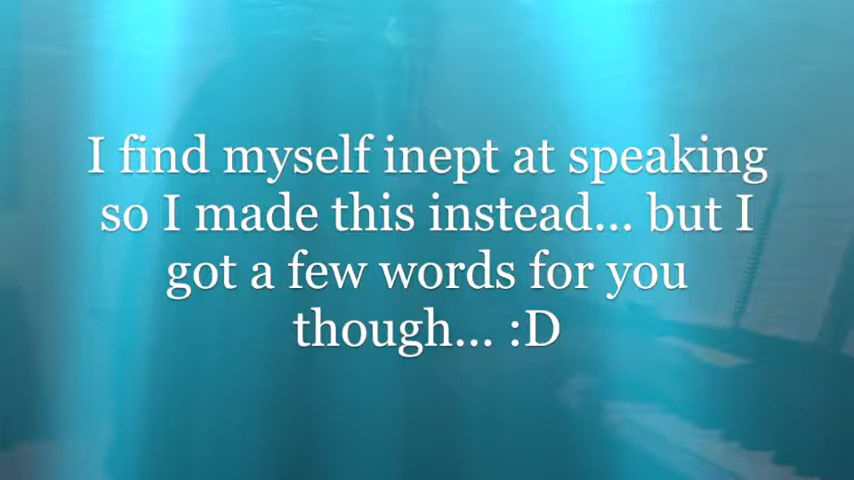 I find myself inept at speaking
so I made this instead... but I
got a few words for you
though... :D